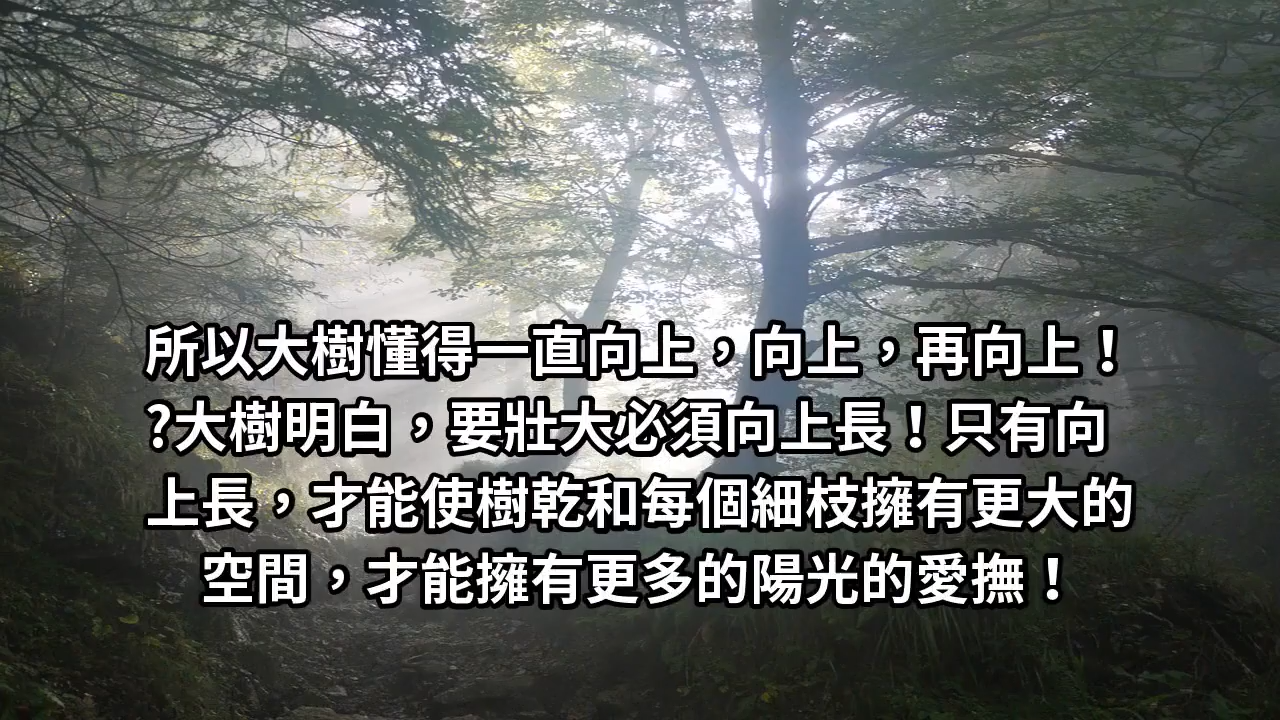 所以大樹懂得一直向上，向上，再向上！
?大樹明白，要壯大必須向上長！只有向
上長，才能使樹乾和每個細枝擁有更大的
空間，才能擁有更多的陽光的愛撫！